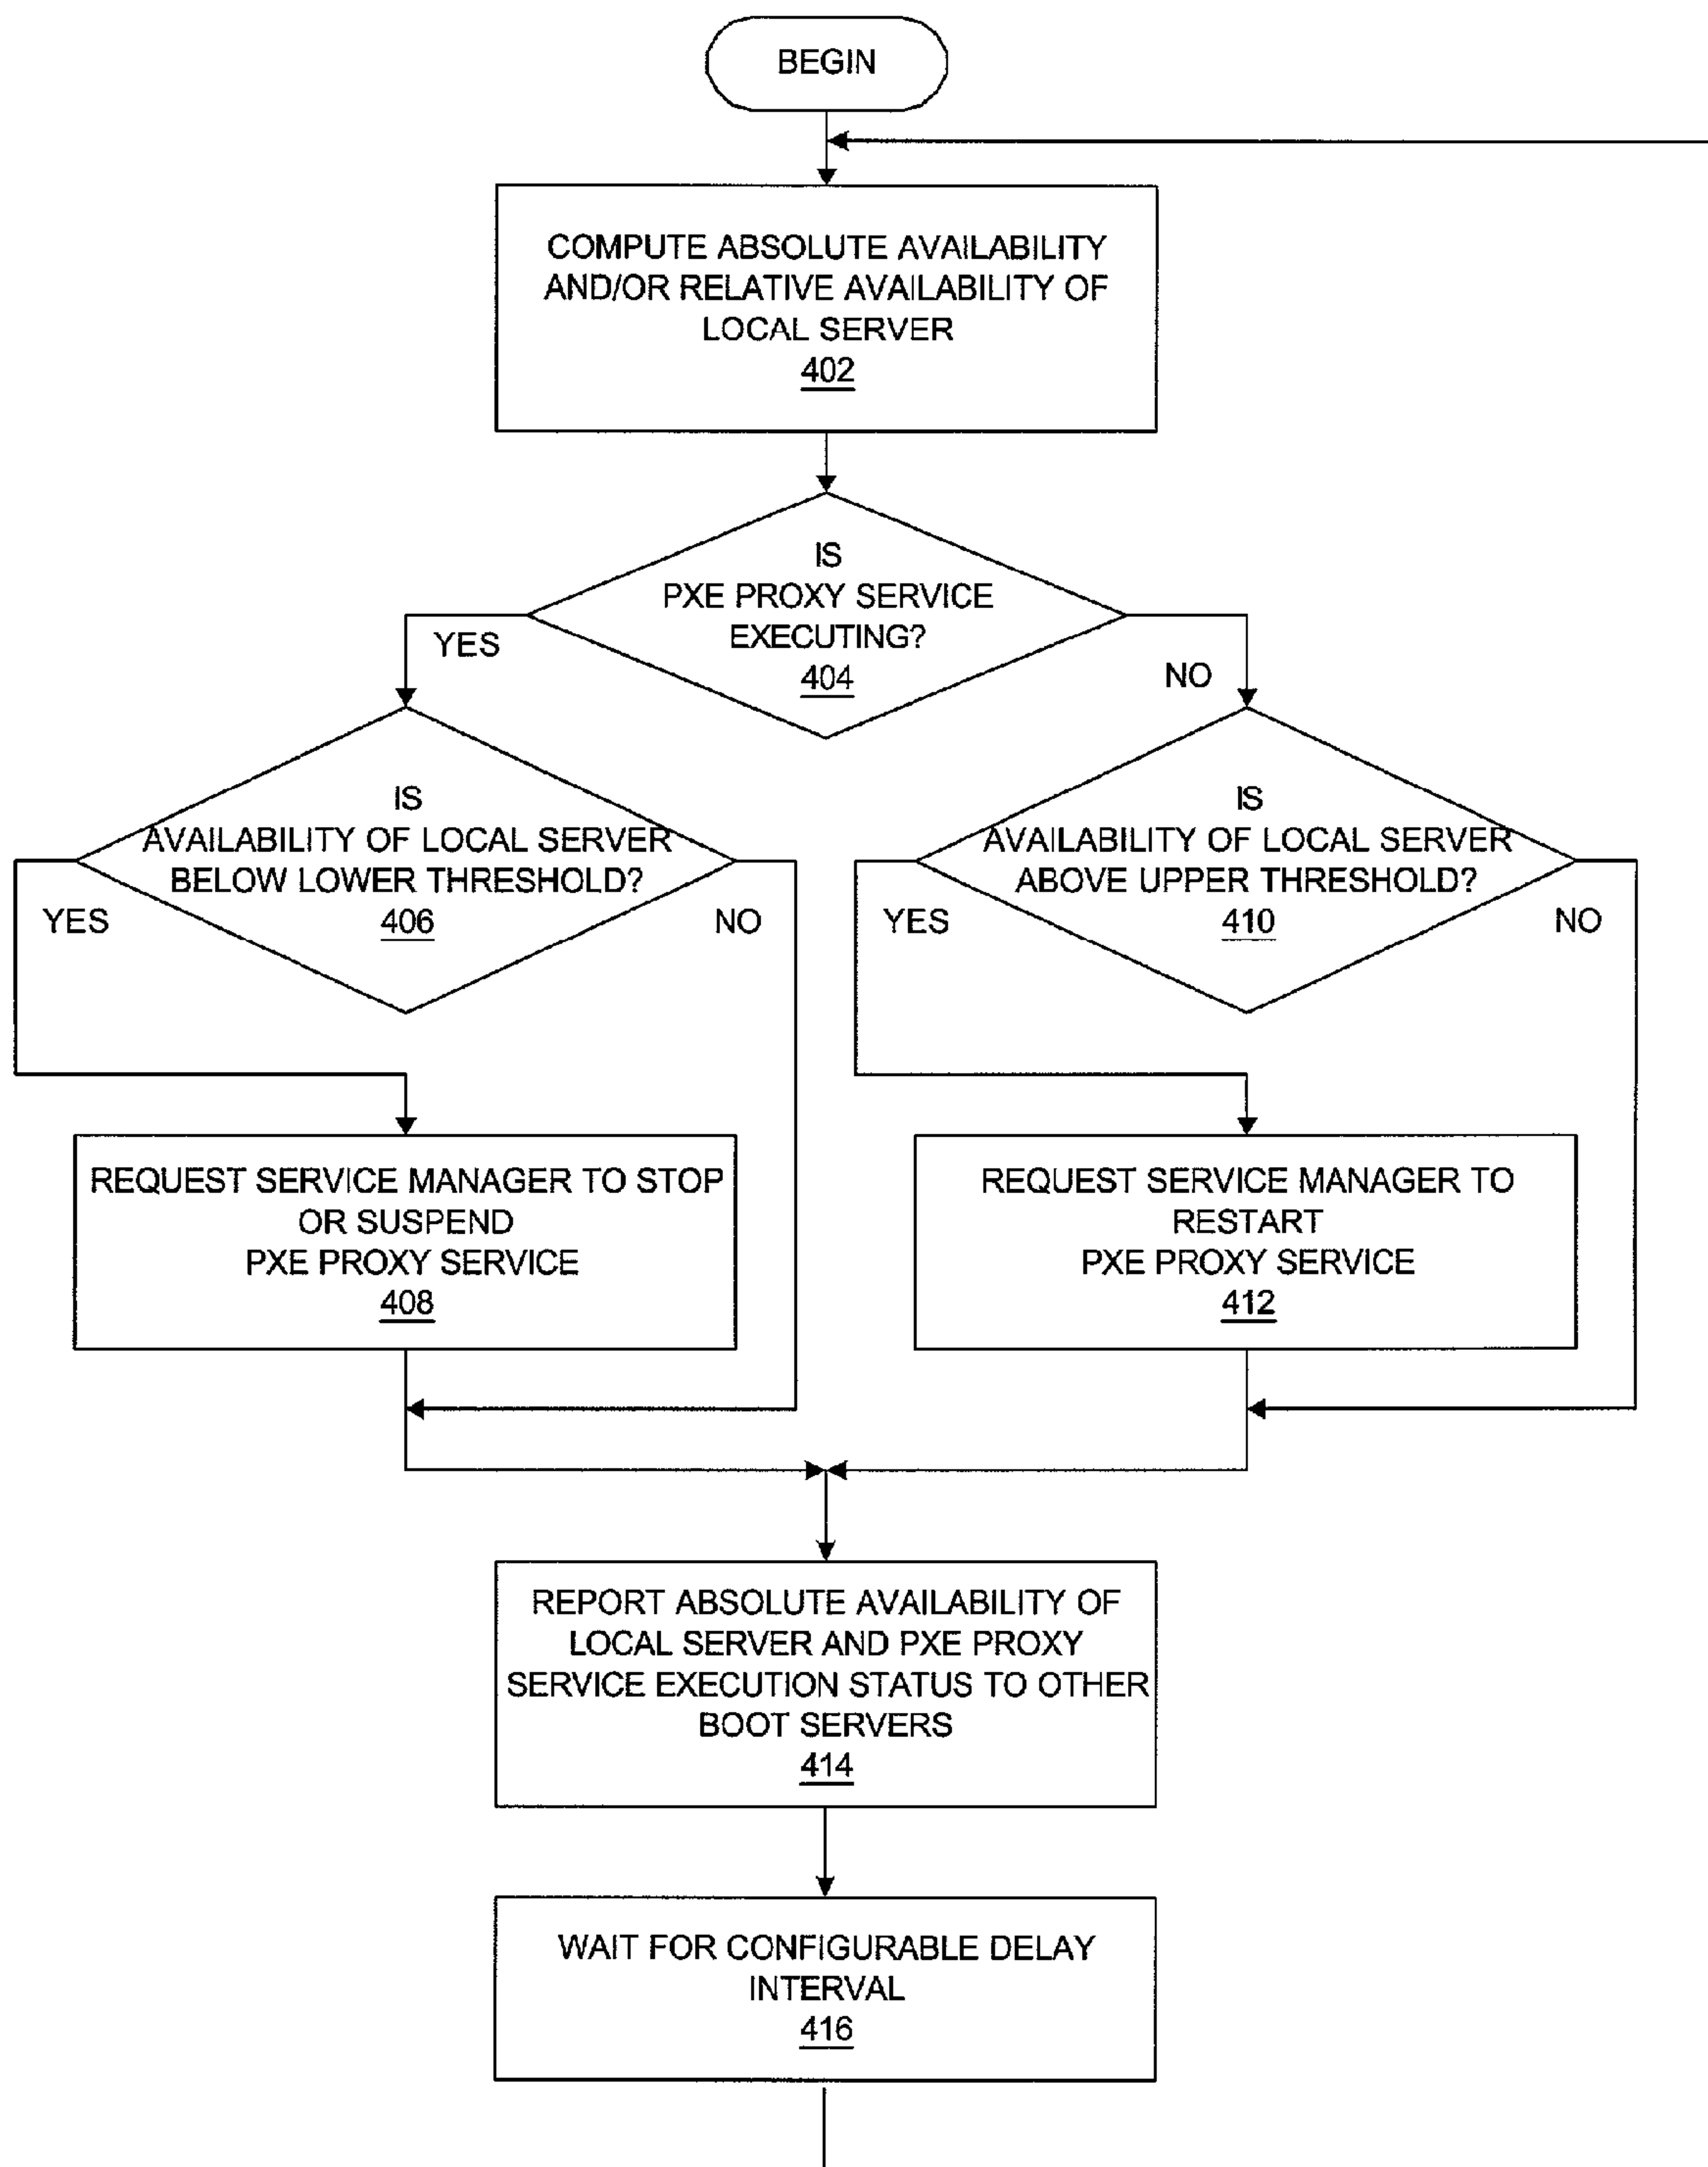 BEGIN
COMPUTE ABSOLUTE AVAILABILITY
AND/OR RELATIVE AVAILABILITY OF
LOCAL SERVER
402
IS
PXE PROXY SERVICE
EXECUTING?
404
YES
NO
IS
AVAILABILITY OF LOCAL SERVER
BELOW LOWER THRESHOLD?
406
YES
NO
IS
AVAILABILITY OF LOCAL SERVER
ABOVE UPPER THRESHOLD?
410
YES
NO
REQUEST SERVICE MANAGER TO STOP
OR SUSPEND
PXE PROXY SERVICE
408
REQUEST SERVICE MANAGER TO
RESTART
PXE PROXY SERVICE
412
REPORT ABSOLUTE AVAILABILITY OF
LOCAL SERVER AND PXE PROXY
SERVICE EXECUTION STATUS TO OTHER
BOOT SERVERS
414
WAIT FOR CONFIGURABLE DELAY
INTERVAL
416